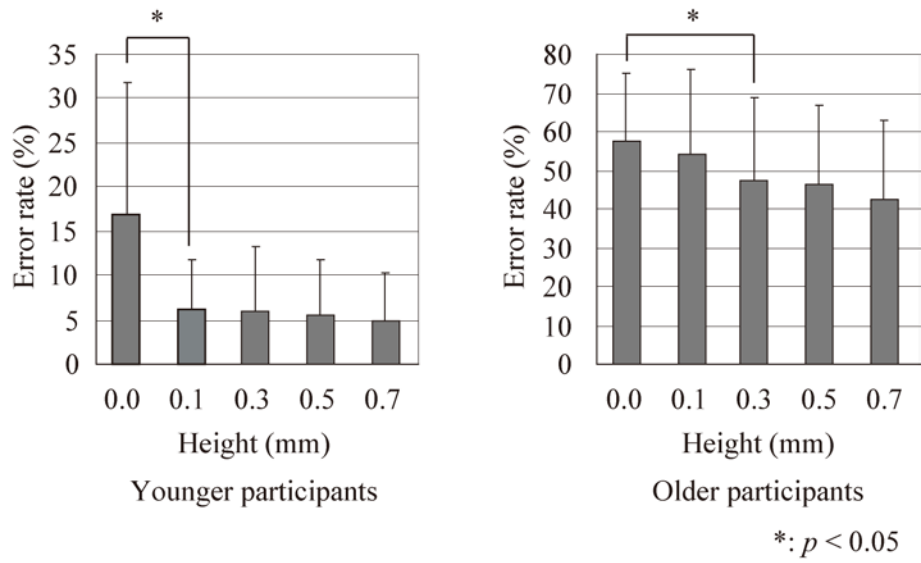 *
35
30
25
20
15
10
5
0
Error rate (%)
0.0 0.1 0.3 0.5 0.7
Height (mm)
Younger participants
*
80
70
60
50
40
30
20
10
0
Error rate (%)
0.0 0.1 0.3 0.5 0.7
Height (mm)
Older participants
*: p < 0.05